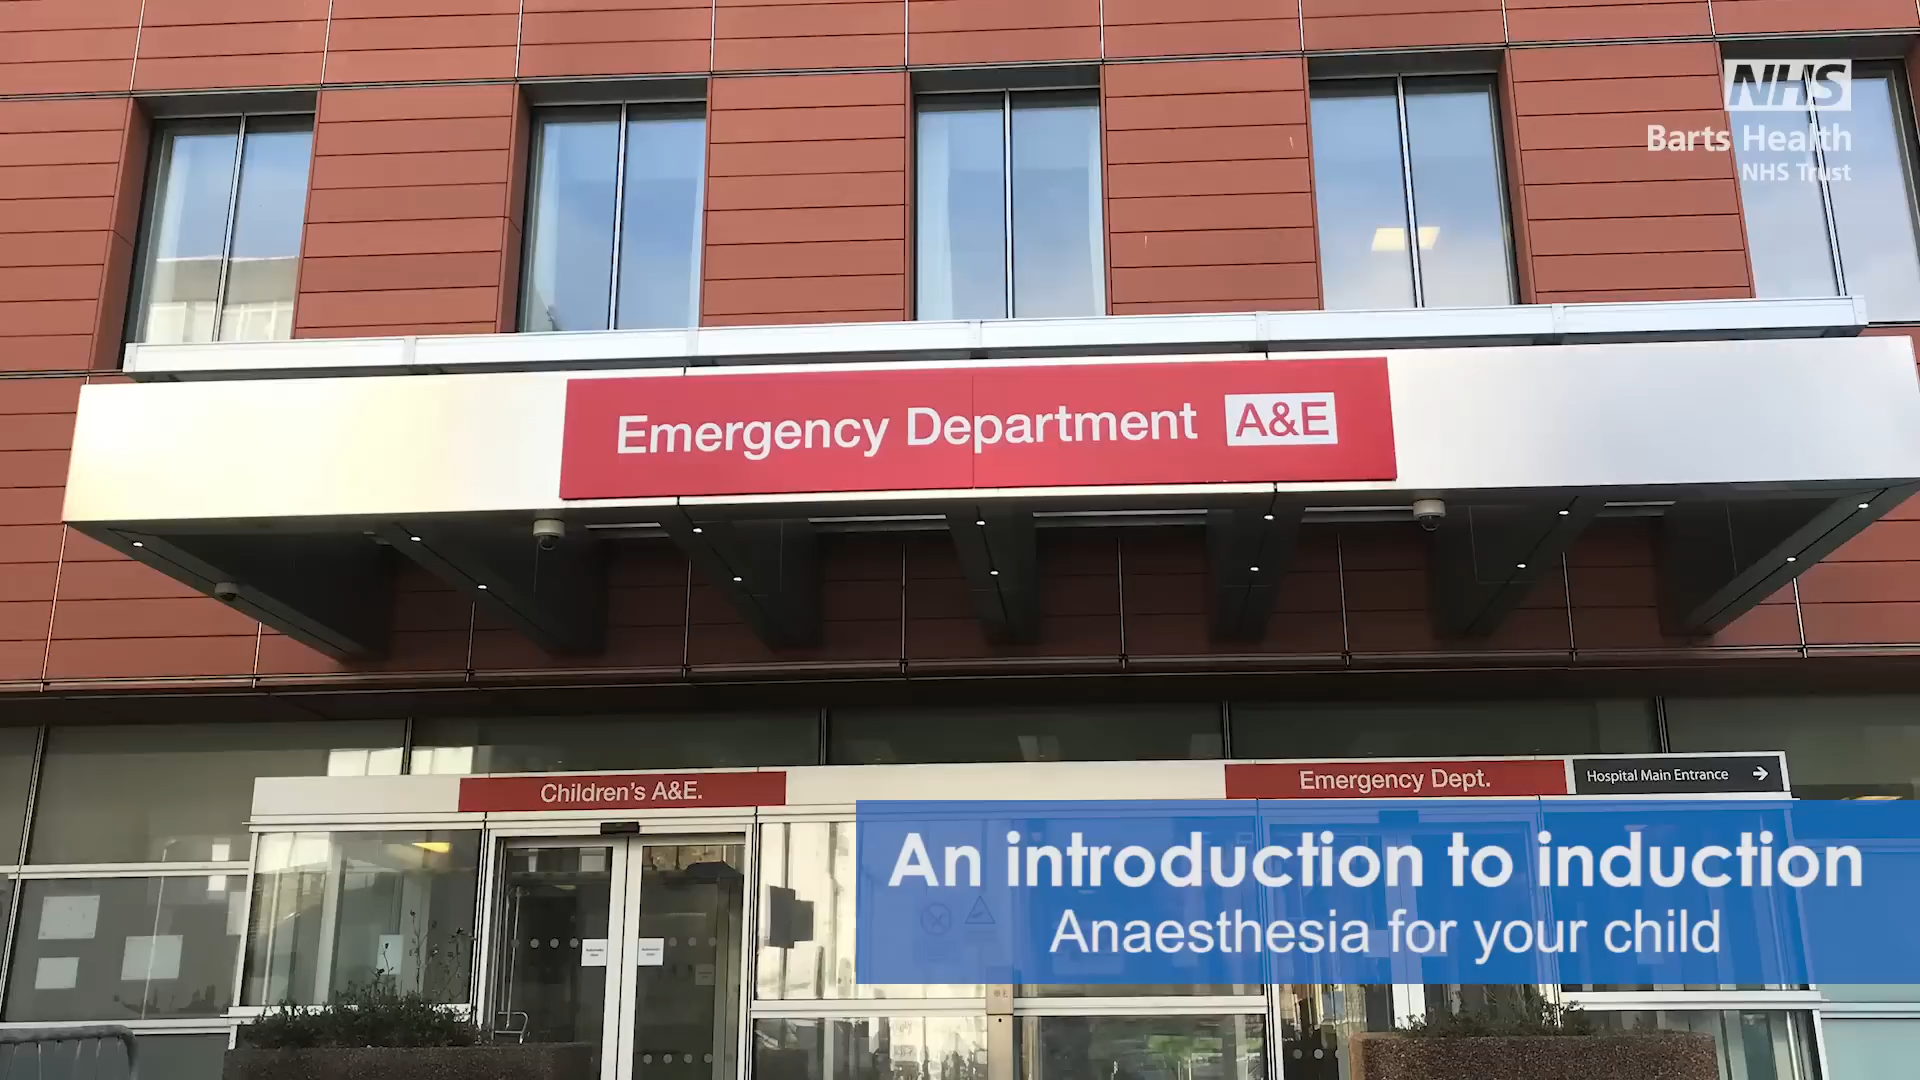 NHS
Barts Health
NHS Trust
Emergency Department A&E
Children's A&E.
Emergency Dept.
Hospital Main Entrance →
An introduction to induction
Anaesthesia for your child